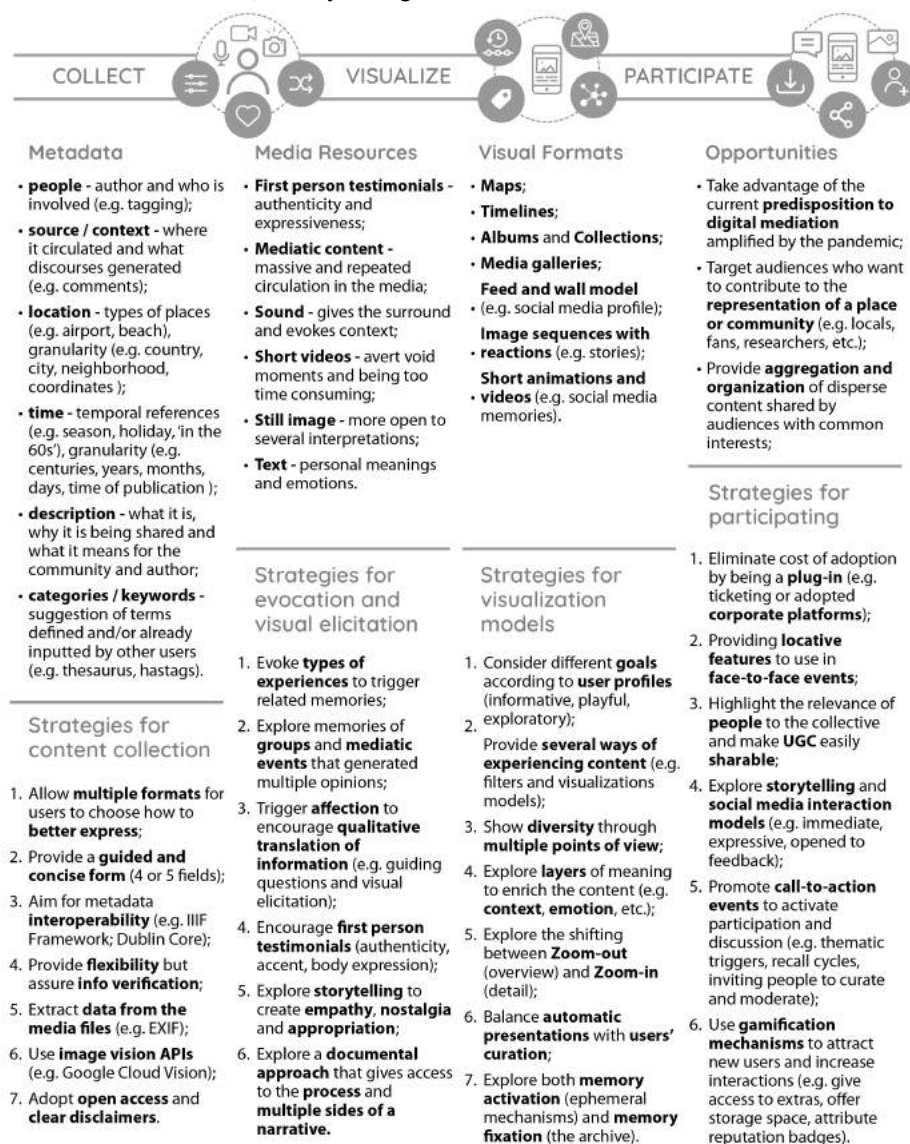 COLLECT
VISUALIZE
PARTICIPATE
Metadata
• people - author and who is
involved (e.g. tagging);
• source / context - where
it circulated and what
discourses generated
(e.g. comments);
• location - types of places
(e.g. airport, beach),
granularity (e.g. country,
city, neighborhood,
coordinates );
• time - temporal references
(e.g. season, holiday, 'in the
60s'), granularity (e.g.
centuries, years, months,
days, time of publication );
• description - what it is,
why it is being shared and
what it means for the
community and author;
• categories / keywords -
suggestion of terms
defined and/or already
inputted by other users
(e.g. thesaurus, hastags).
Strategies for
content collection
1. Allow multiple formats for
users to choose how to
better express;
2. Provide a guided and
concise form (4 or 5 fields);
3. Aim for metadata
interoperability (e.g. IIIF
Framework; Dublin Core);
4. Provide flexibility but
assure info verification;
5. Extract data from the
media files (e.g. EXIF);
6. Use image vision APIs
(e.g. Google Cloud Vision);
7. Adopt open access and
clear disclaimers.
Media Resources
• First person testimonials -
authenticity and
expressiveness;
• Mediatic content -
massive and repeated
circulation in the media;
• Sound - gives the surround
and evokes context;
• Short videos - avert void
moments and being too
time consuming;
• Still image - more open to
several interpretations;
• Text - personal meanings
and emotions.
Strategies for
evocation and
visual elicitation
1. Evoke types of
experiences to trigger
related memories;
2. Explore memories of
groups and mediatic
events that generated
multiple opinions;
3. Trigger affection to
encourage qualitative
translation of
information (e.g. guiding
questions and visual
elicitation);
4. Encourage first person
testimonials (authenticity,
accent, body expression);
5. Explore storytelling to
create empathy, nostalgia
and appropriation;
6. Explore a documental
approach that gives access
to the process and
multiple sides of a
narrative.
Visual Formats
• Maps;
• Timelines;
• Albums and Collections;
• Media galleries;
Feed and wall model
• (e.g. social media profile);
Image sequences with
• reactions (e.g. stories);
Short animations and
• videos (e.g. social media
memories).
Strategies for
visualization
models
1. Consider different goals
according to user profiles
(informative, playful,
exploratory);
2.
Provide several ways of
experiencing content (e.g.
filters and visualizations
models);
3. Show diversity through
multiple points of view;
4. Explore layers of meaning
to enrich the content (e.g.
context, emotion, etc.);
5. Explore the shifting
between Zoom-out
(overview) and Zoom-in
(detail);
6. Balance automatic
presentations with users'
curation;
7. Explore both memory
activation (ephemeral
mechanisms) and memory
fixation (the archive).
Opportunities
• Take advantage of the
current predisposition to
digital mediation
amplified by the pandemic;
• Target audiences who want
to contribute to the
representation of a place
or community (e.g. locals,
fans, researchers, etc.);
• Provide aggregation and
organization of disperse
content shared by
audiences with common
interests;
Strategies for
participating
1. Eliminate cost of adoption
by being a plug-in (e.g.
ticketing or adopted
corporate platforms);
2. Providing locative
features to use in
face-to-face events;
3. Highlight the relevance of
people to the collective
and make UGC easily
sharable;
4. Explore storytelling and
social media interaction
models (e.g. immediate,
expressive, opened to
feedback);
5. Promote call-to-action
events to activate
participation and
discussion (e.g. thematic
triggers, recall cycles,
inviting people to curate
and moderate);
6. Use gamification
mechanisms to attract
new users and increase
interactions (e.g. give
access to extras, offer
storage space, attribute
reputation badges).